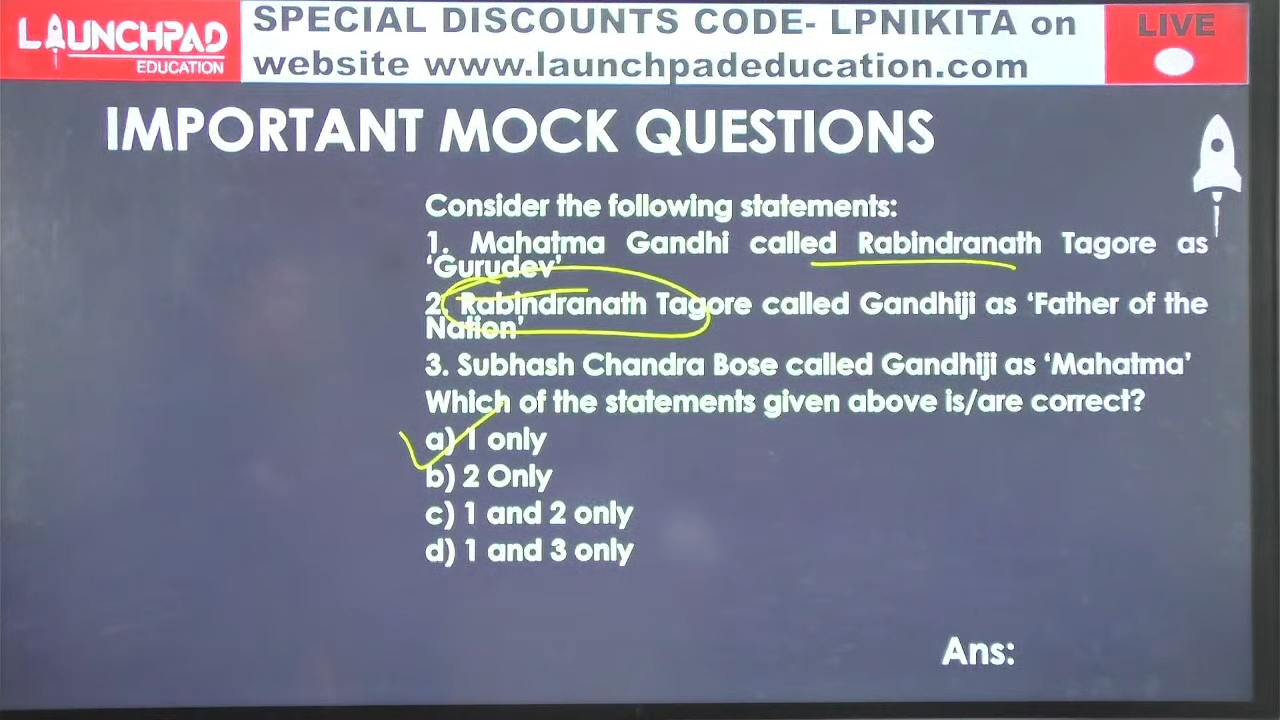 LAUNCHPAD
EDUCATION
SPECIAL DISCOUNTS CODE- LPNIKITA on
website www.launchpadeducation.com
LIVE
IMPORTANT MOCK QUESTIONS
Consider the following statements:
1. Mahatma Gandhi called Rabindranath Tagore as
‘Gurudev’
2. Rabindranath Tagore called Gandhiji as ‘Father of the
Nation’
3. Subhash Chandra Bose called Gandhiji as ‘Mahatma’
Which of the statements given above is/are correct?
a) 1 only
b) 2 Only
c) 1 and 2 only
d) 1 and 3 only
Ans: